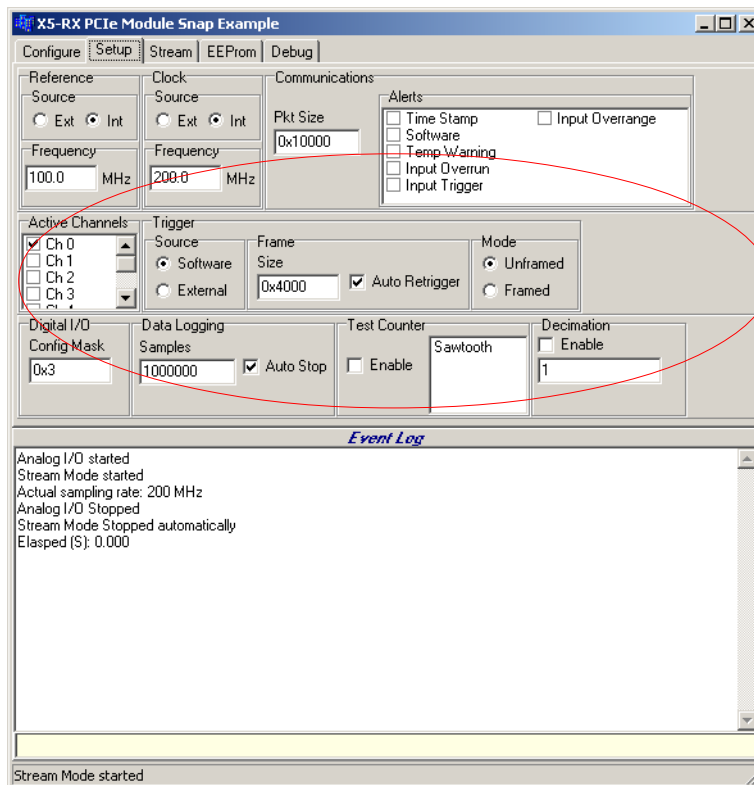 X5-RX PCIe Module Snap Example
Configure Setup Stream EEProm Debug
Reference Clock Communications
Source Source Alerts
Ext Int Ext Int Pkt Size Time Stamp Input Overrange
0x10000 Software
Frequency Frequency Temp Warning
100.0 MHz 200.0 MHz Input Overrun
Input Trigger
Active Channels Trigger
Ch 0 Source Frame Mode
Ch 1 Software Size Unframed
Ch 2 0x4000 Auto Retrigger
Ch 3 External Framed
Digital I/O Data Logging Test Counter Decimation
Config Mask Samples Sawtooth Enable
0x3 1000000 Auto Stop Enable 1
Event Log
Analog I/O started
Stream Mode started
Actual sampling rate: 200 MHz
Analog I/O Stopped
Stream Mode Stopped automatically
Elasped (S): 0.000
Stream Mode started